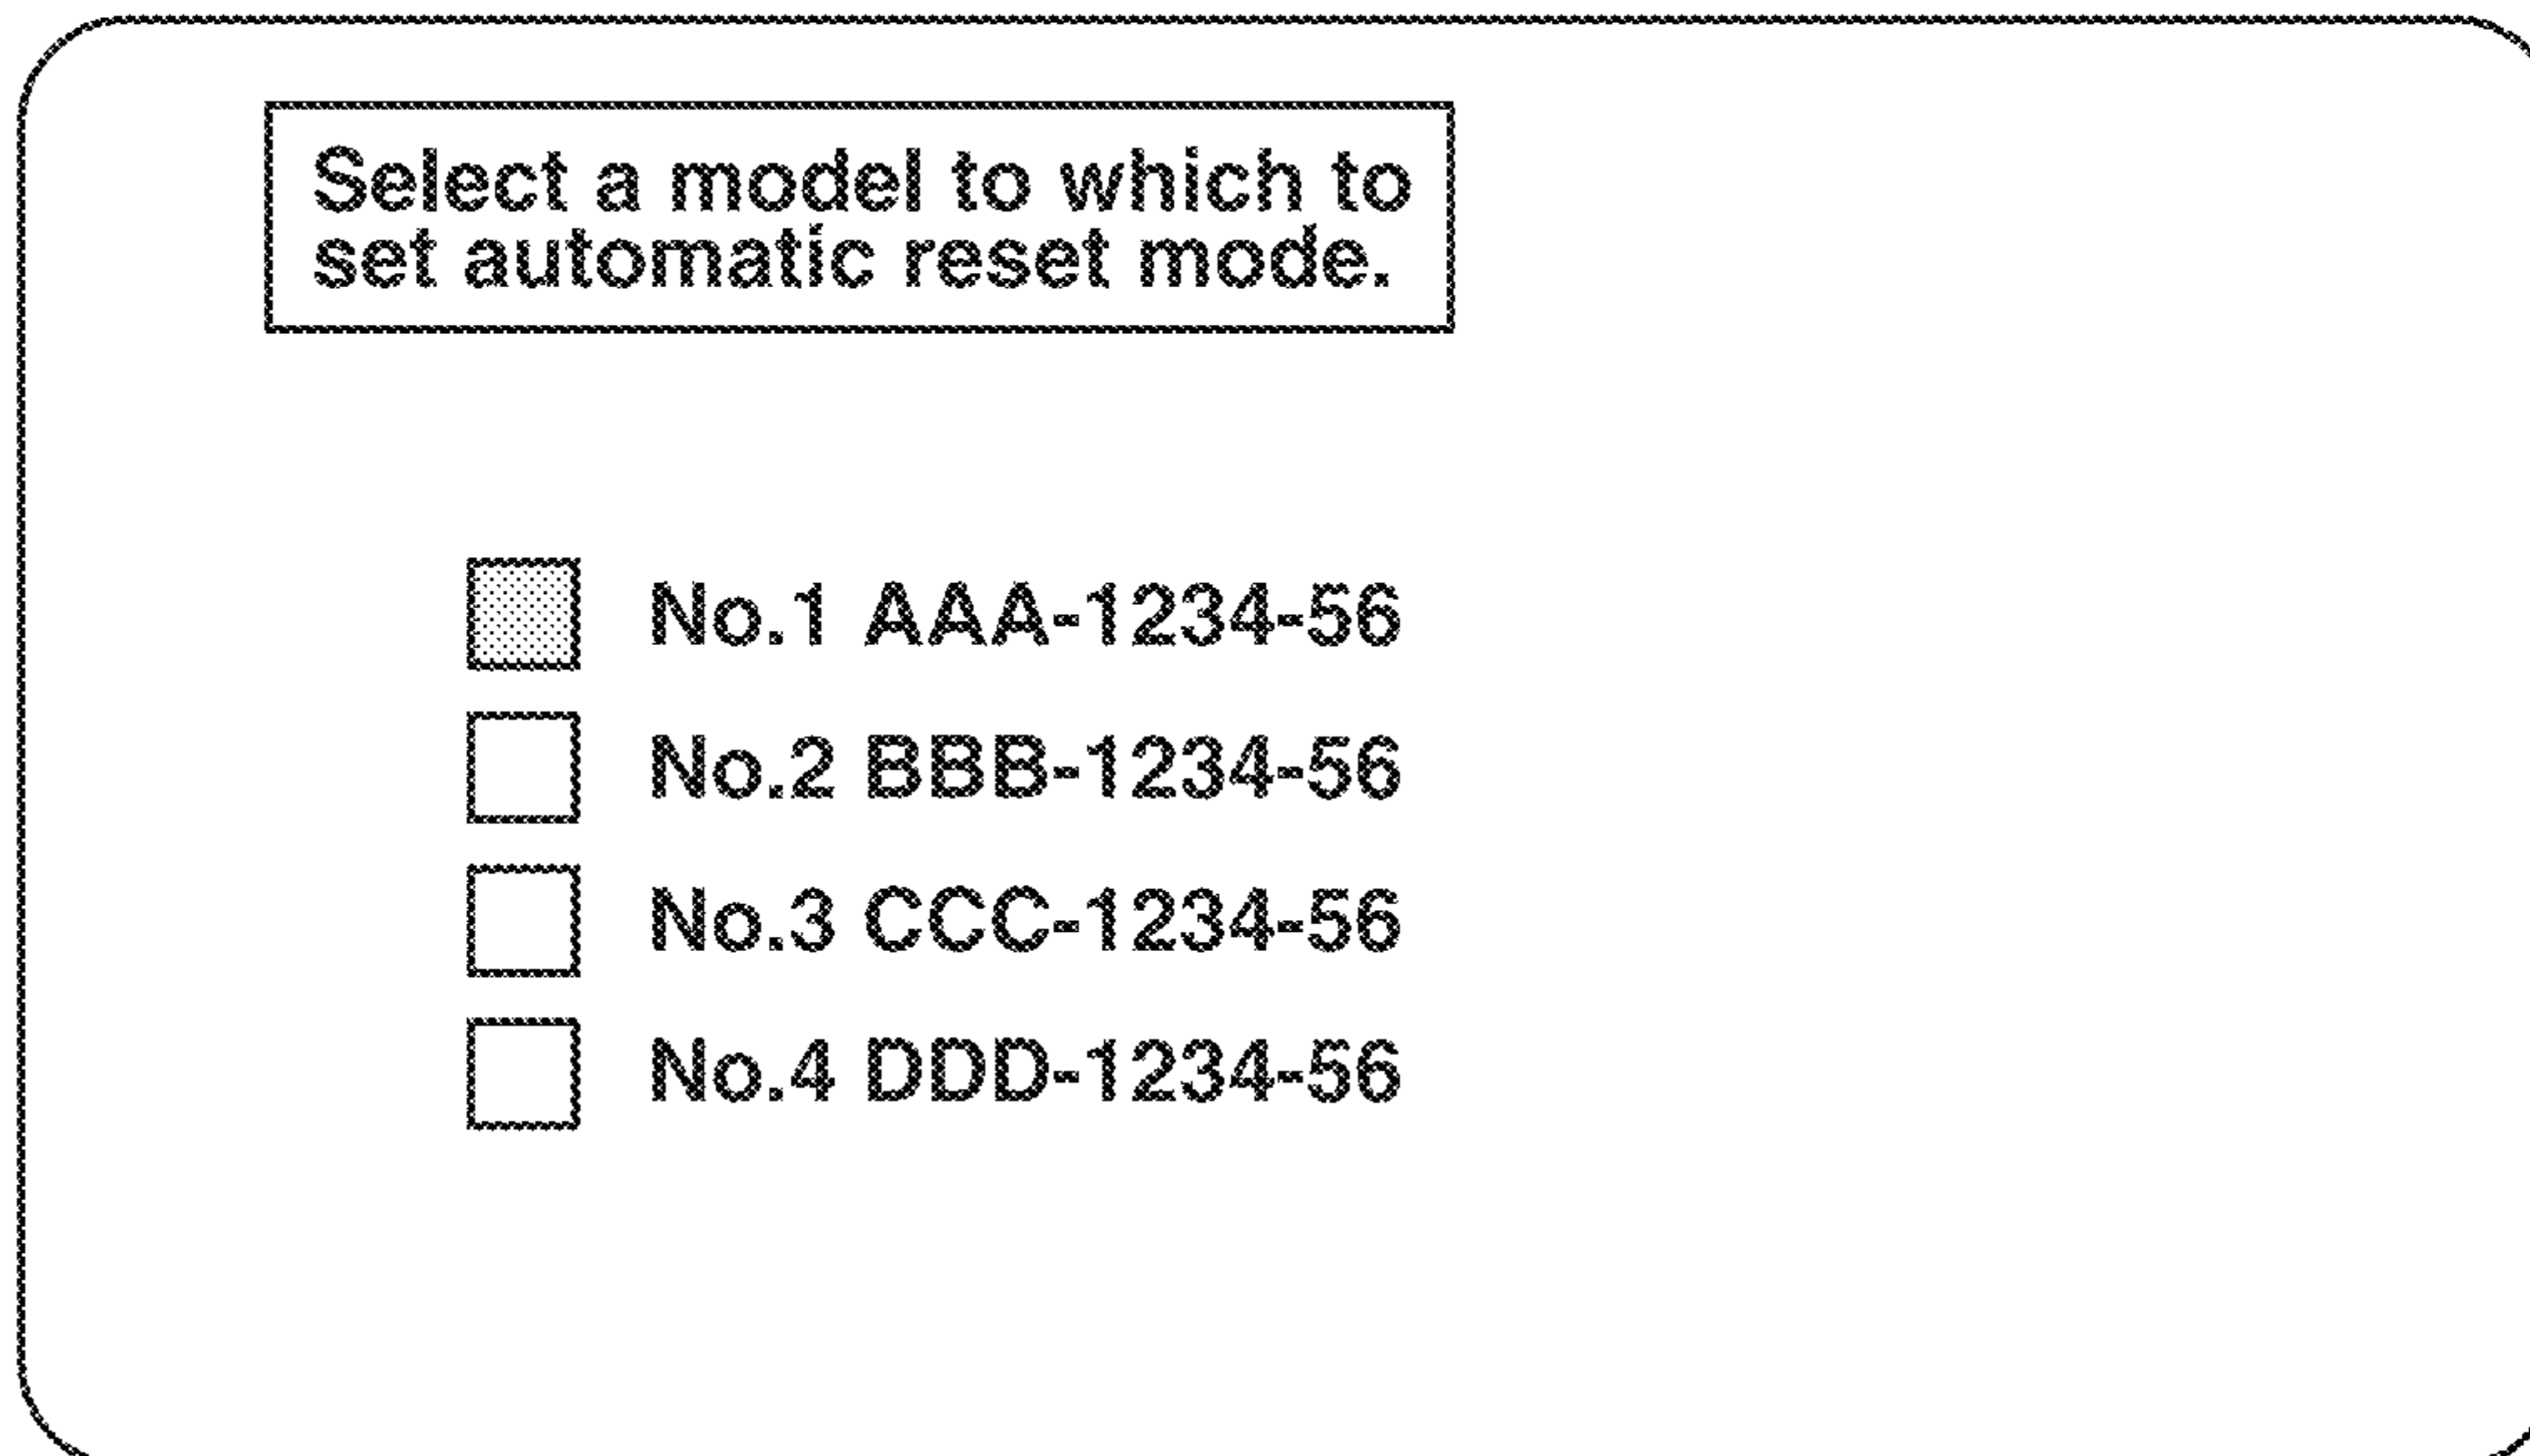 Select a model to which to
set automatic reset mode.
No.1 AAA-1234-56
No.2 BBB-1234-56
No.3 CCC-1234-56
No.4 DDD-1234-56